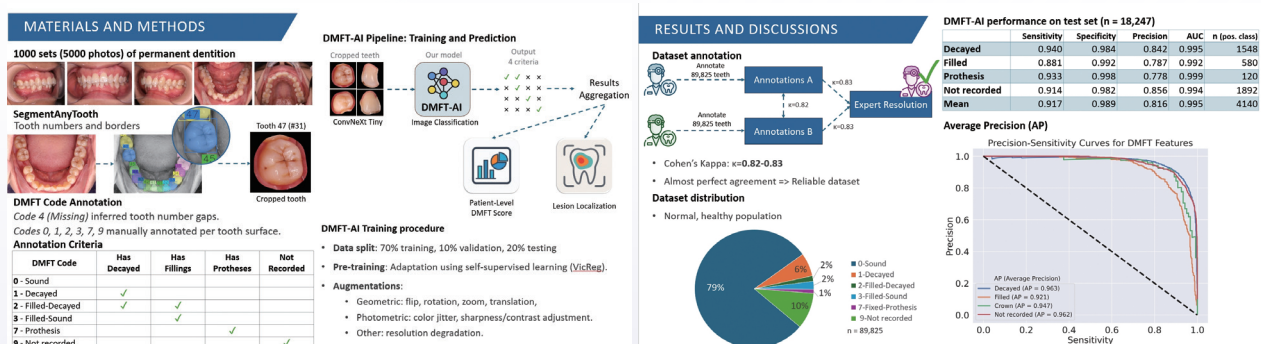 MATERIALS AND METHODS
1000 sets (5000 photos) of permanent dentition
SegmentAnyTooth
Tooth numbers and borders
47
45
Tooth 47 (#31)
Cropped tooth
DMFT Code Annotation
Code 4 (Missing) inferred tooth number gaps.
Codes 0, 1, 2, 3, 7, 9 manually annotated per tooth surface.
Annotation Criteria
DMFT Code Has Decayed Has Fillings Has Protheses Not Recorded
0 - Sound
1 - Decayed ✓
2 - Filled-Decayed ✓ ✓
3 - Filled-Sound ✓
7 - Prothesis ✓
9 - Not recorded ✓
DMFT-AI Pipeline: Training and Prediction
Cropped teeth
ConvNeXt Tiny
Our model
DMFT-AI
Image Classification
Output
4 criteria
Results
Aggregation
Patient-Level
DMFT Score
Lesion Localization
DMFT-AI Training procedure
• Data split: 70% training, 10% validation, 20% testing
• Pre-training: Adaptation using self-supervised learning (VicReg).
• Augmentations:
• Geometric: flip, rotation, zoom, translation,
• Photometric: color jitter, sharpness/contrast adjustment.
• Other: resolution degradation.
RESULTS AND DISCUSSIONS
Dataset annotation
Annotate
89,825 teeth
Annotations A
κ=0.83
κ=0.82
Expert Resolution
Annotate
89,825 teeth
Annotations B
κ=0.83
• Cohen's Kappa: κ=0.82-0.83
• Almost perfect agreement => Reliable dataset
Dataset distribution
• Normal, healthy population
79%
6%
2%
2%
1%
10%
0-Sound
1-Decayed
2-Filled-Decayed
3-Filled-Sound
7-Fixed-Prothesis
9-Not recorded
n = 89,825
DMFT-AI performance on test set (n = 18,247)
Sensitivity Specificity Precision AUC n (pos. class)
Decayed 0.940 0.984 0.842 0.995 1548
Filled 0.881 0.992 0.787 0.992 580
Prothesis 0.933 0.998 0.778 0.999 120
Not recorded 0.914 0.982 0.856 0.994 1892
Mean 0.917 0.989 0.816 0.995 4140
Average Precision (AP)
Precision-Sensitivity Curves for DMFT Features
Precision
1.0
0.8
0.6
0.4
0.2
0.0
AP (Average Precision)
Decayed (AP = 0.963)
Filled (AP = 0.921)
Crown (AP = 0.947)
Not recorded (AP = 0.962)
0.0 0.2 0.4 0.6 0.8 1.0
Sensitivity